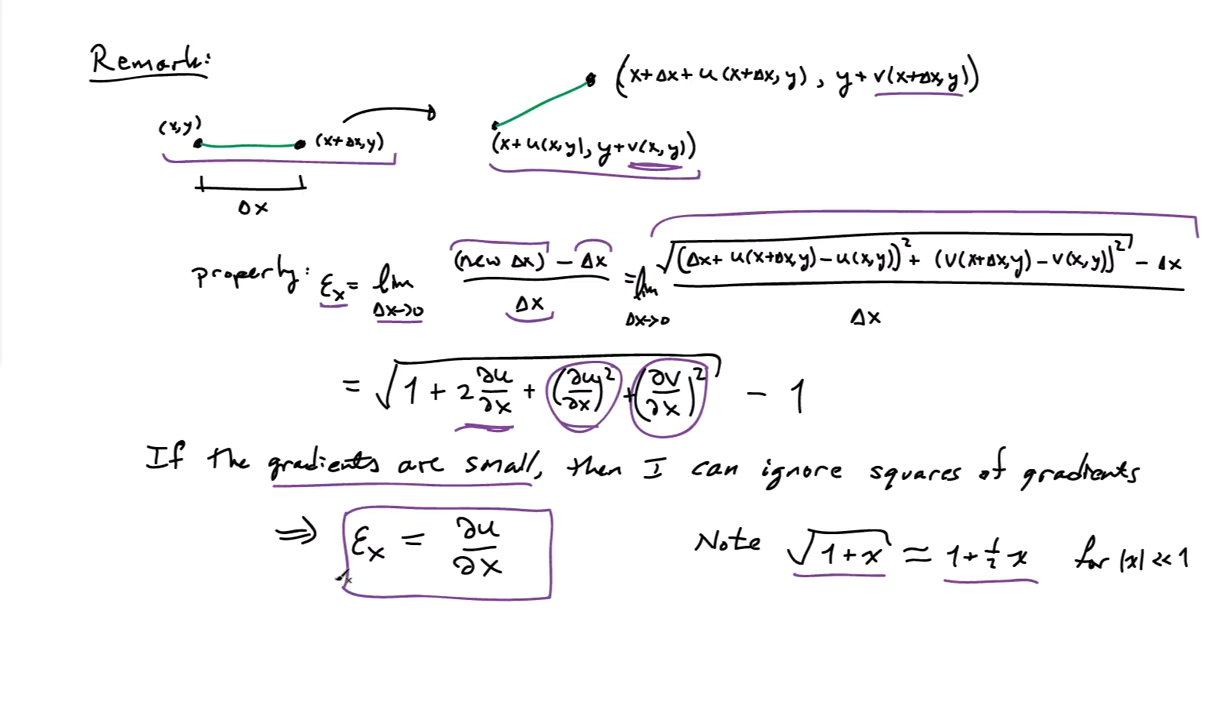 Remark:
(x+Δx+u(x+Δx,y), y+v(x+Δx,y))
(x,y) (x+Δx,y) (x+u(x,y), y+v(x,y))
Δx
property: εₓ = lim_{Δx→0} ((new Δx) − Δx)/Δx = lim_{Δx→0} (√((Δx+u(x+Δx,y)−u(x,y))² + (v(x+Δx,y)−v(x,y))²) − Δx)/Δx
= √(1 + 2 ∂u/∂x + (∂u/∂x)² + (∂v/∂x)²) − 1
If the gradients are small, then I can ignore squares of gradients
⇒ εₓ = ∂u/∂x Note √(1+x) ≈ 1+½x for |x| ≪ 1